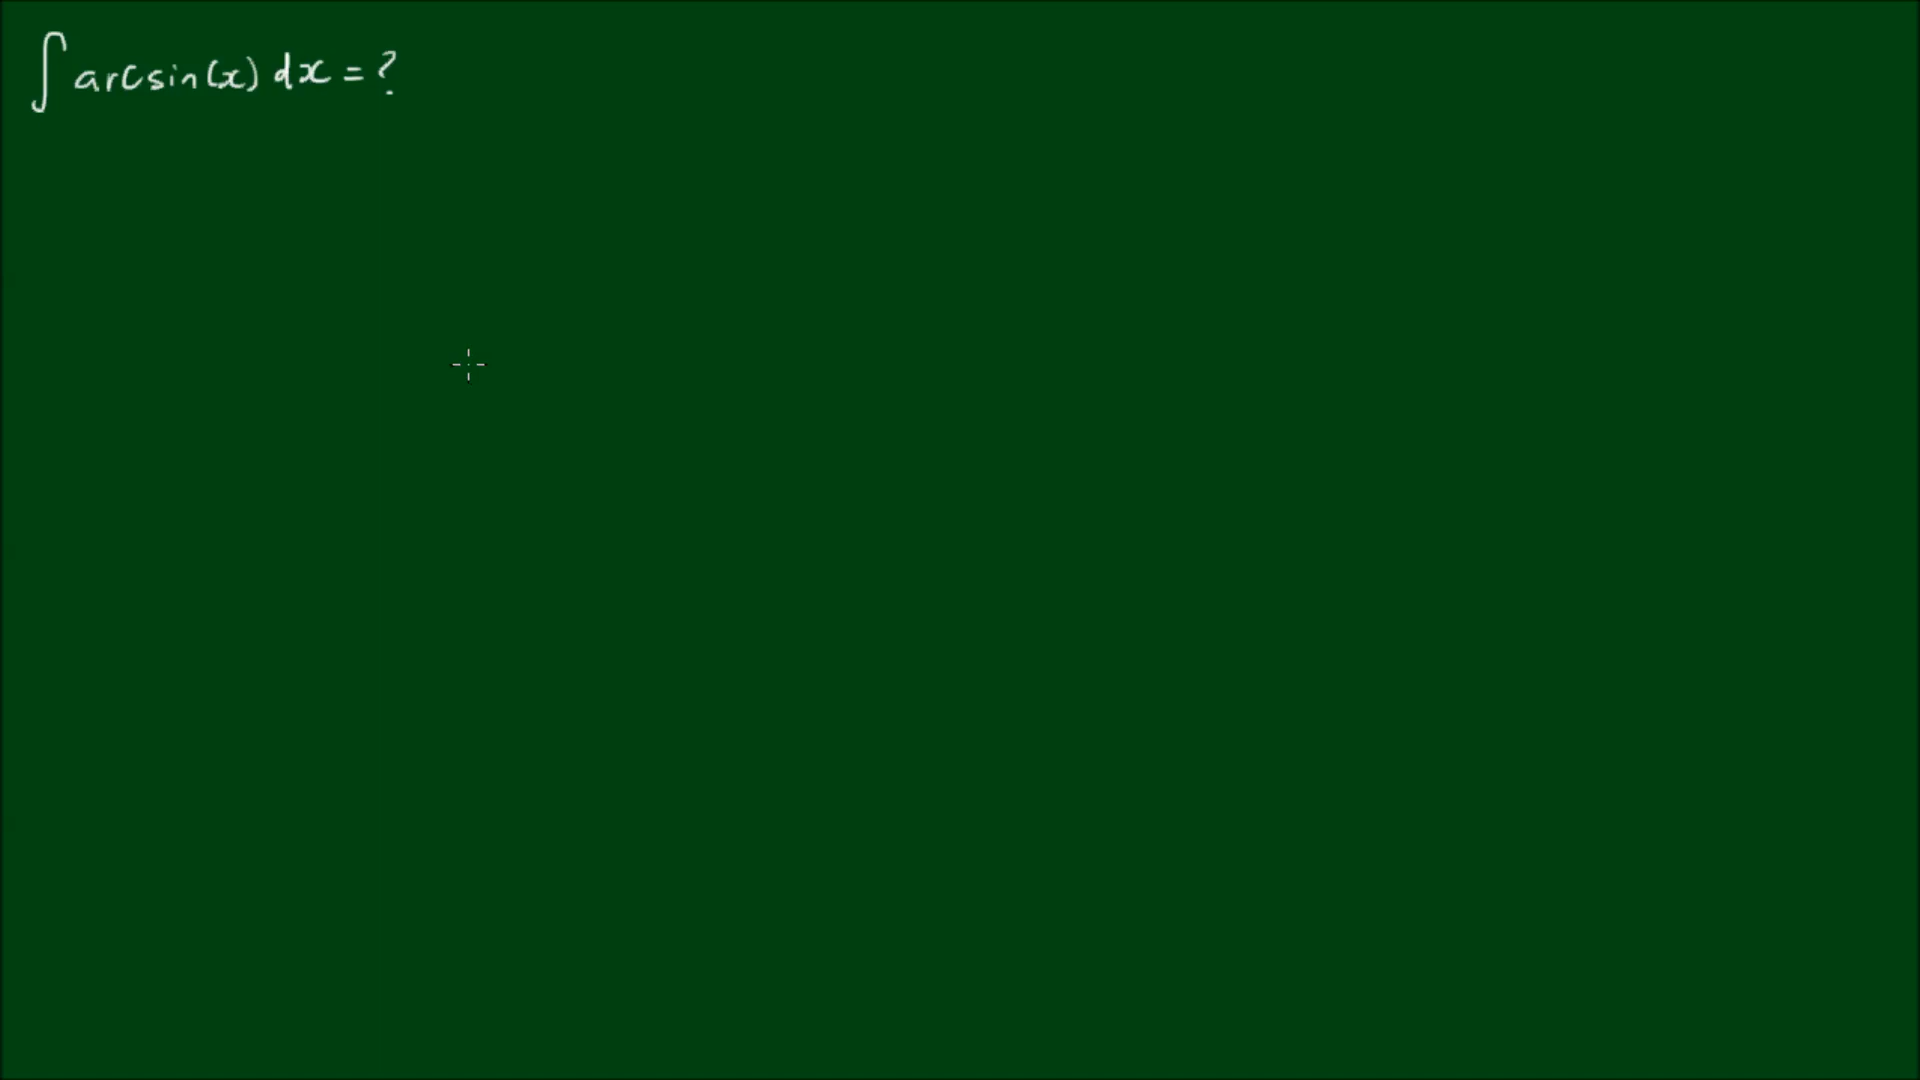 ∫ arcsin(x) dx = ?